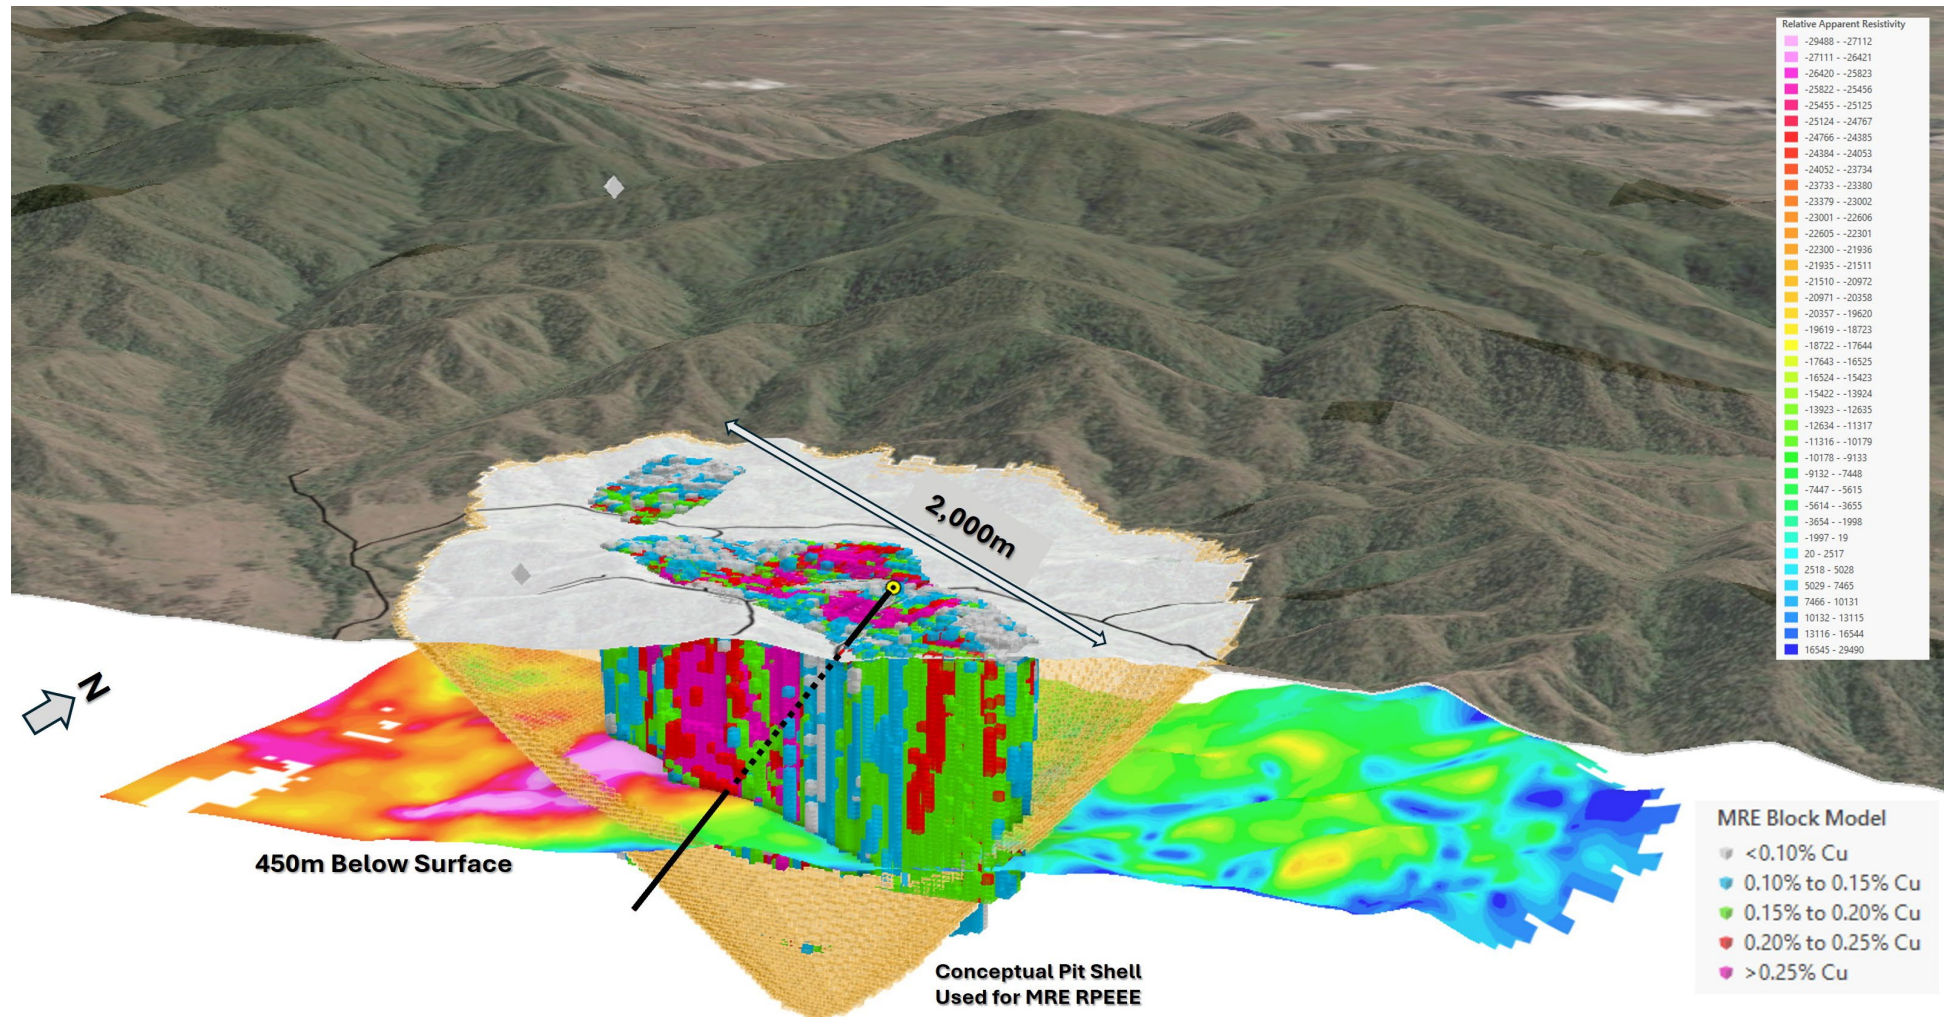 Relative Apparent Resistivity
-29488 - -27112
-27111 - -26421
-26420 - -25823
-25822 - -25456
-25455 - -25125
-25124 - -24767
-24766 - -24385
-24384 - -24053
-24052 - -23734
-23733 - -23380
-23379 - -23002
-23001 - -22606
-22605 - -22301
-22300 - -21936
-21935 - -21511
-21510 - -20972
-20971 - -20358
-20357 - -19620
-19619 - -18723
-18722 - -17644
-17643 - -16525
-16524 - -15423
-15422 - -13924
-13923 - -12635
-12634 - -11317
-11316 - -10179
-10178 - -9133
-9132 - -7448
-7447 - -5615
-5614 - -3655
-3654 - -1998
-1997 - 19
20 - 2517
2518 - 5028
5029 - 7465
7466 - 10131
10132 - 13115
13116 - 16544
16545 - 29490
2,000m
N
450m Below Surface
MRE Block Model
<0.10% Cu
0.10% to 0.15% Cu
0.15% to 0.20% Cu
0.20% to 0.25% Cu
>0.25% Cu
Conceptual Pit Shell
Used for MRE RPEEE